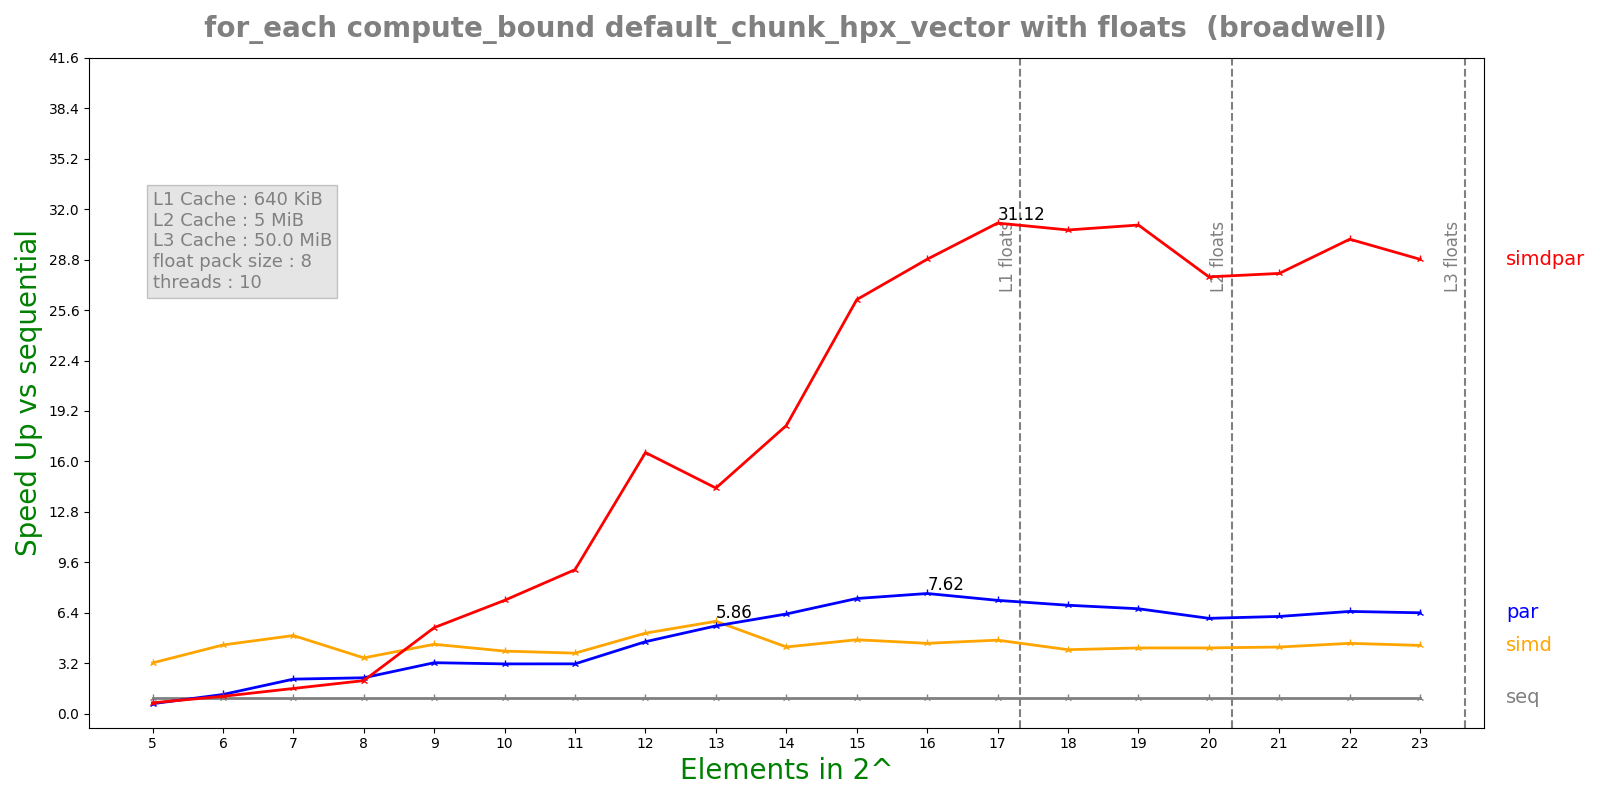 for_each compute_bound default_chunk_hpx_vector with floats  (broadwell)
41.6
38.4
35.2
32.0
28.8
25.6
22.4
19.2
16.0
12.8
9.6
6.4
3.2
0.0
Speed Up vs sequential
L1 Cache : 640 KiB
L2 Cache : 5 MiB
L3 Cache : 50.0 MiB
float pack size : 8
threads : 10
31.12
7.62
5.86
L1 floats
L2 floats
L3 floats
simdpar
par
simd
seq
5 6 7 8 9 10 11 12 13 14 15 16 17 18 19 20 21 22 23
Elements in 2^